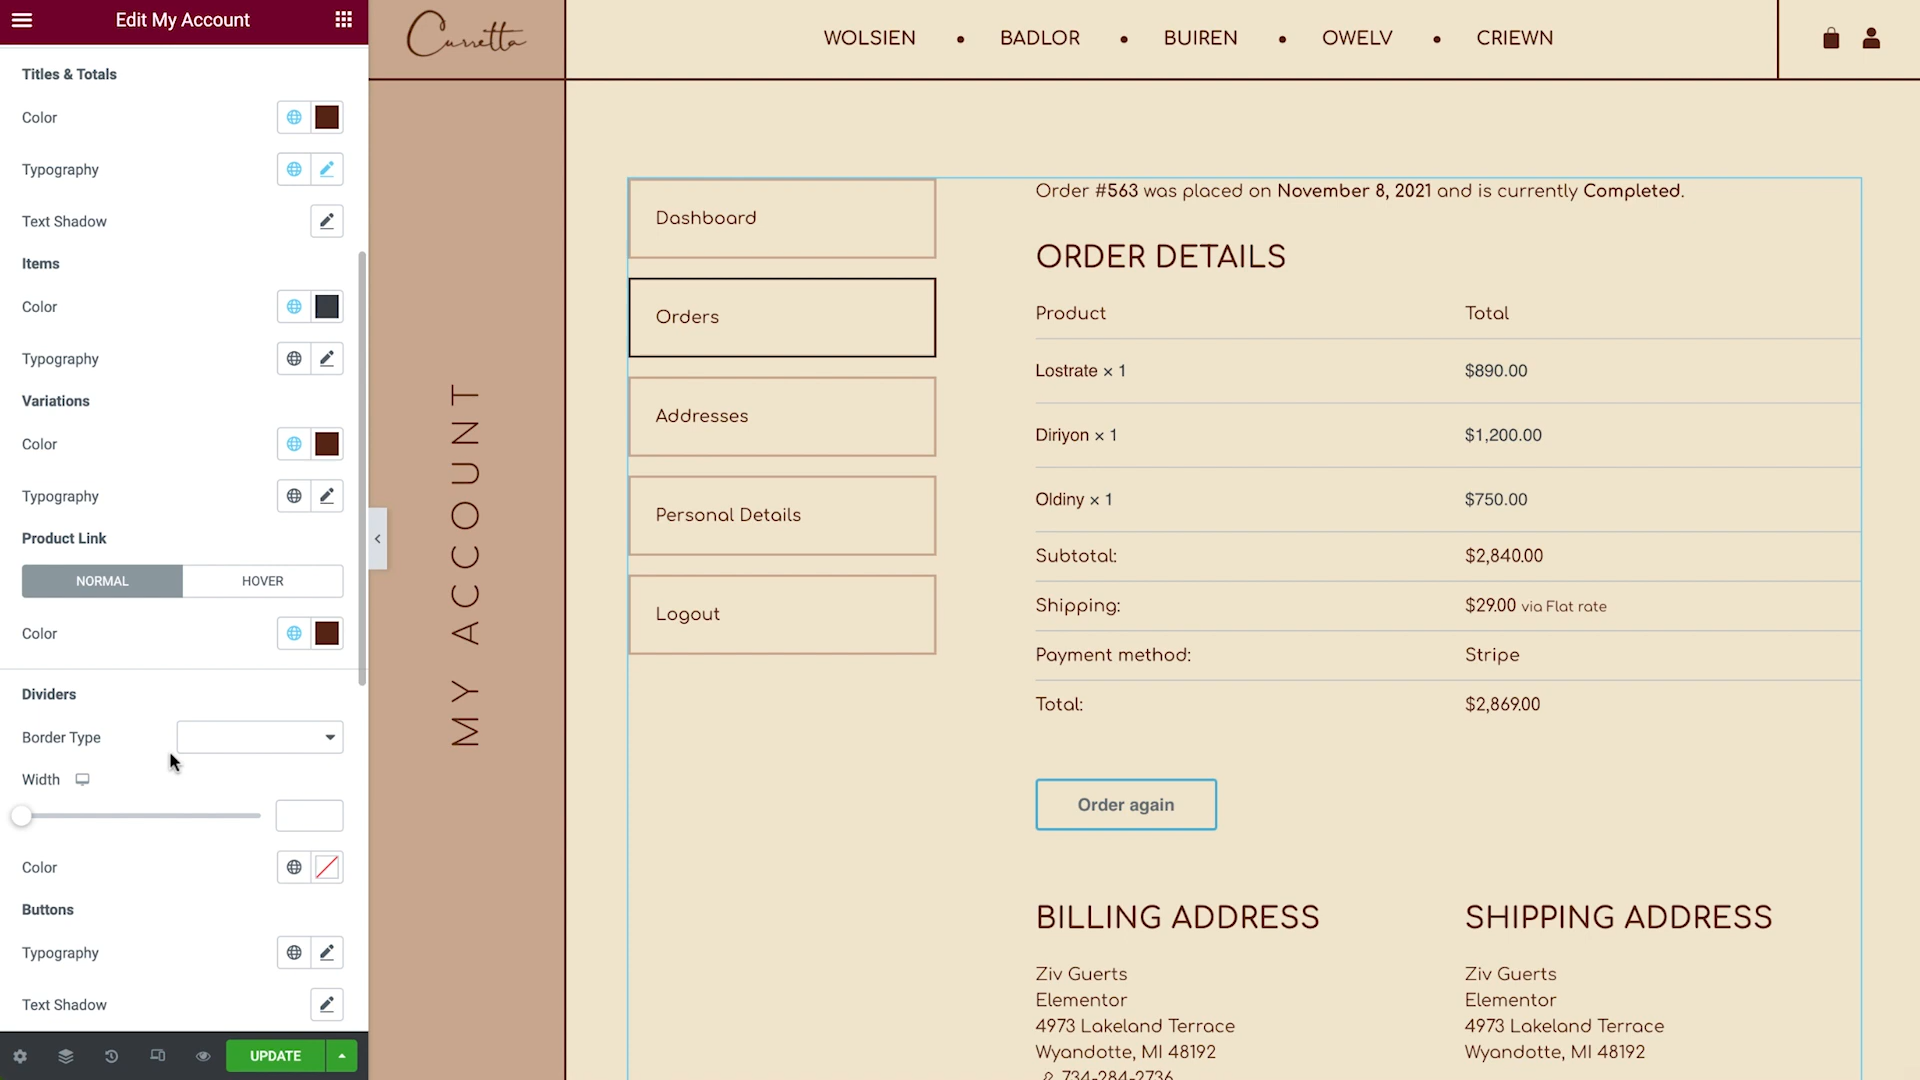 Edit My Account
Titles & Totals
Color
Typography
Text Shadow
Items
Color
Typography
Variations
Color
Typography
Product Link
NORMAL HOVER
Color
Dividers
Border Type
Width
Color
Buttons
Typography
Text Shadow
UPDATE
Curretta
WOLSIEN • BADLOR • BUIREN • OWELV • CRIEWN
MY ACCOUNT
Dashboard
Orders
Addresses
Personal Details
Logout
Order #563 was placed on November 8, 2021 and is currently Completed.
ORDER DETAILS
Product Total
Lostrate × 1 $890.00
Diriyon × 1 $1,200.00
Oldiny × 1 $750.00
Subtotal: $2,840.00
Shipping: $29.00 via Flat rate
Payment method: Stripe
Total: $2,869.00
Order again
BILLING ADDRESS
Ziv Guerts
Elementor
4973 Lakeland Terrace
Wyandotte, MI 48192
734-284-2736
SHIPPING ADDRESS
Ziv Guerts
Elementor
4973 Lakeland Terrace
Wyandotte, MI 48192